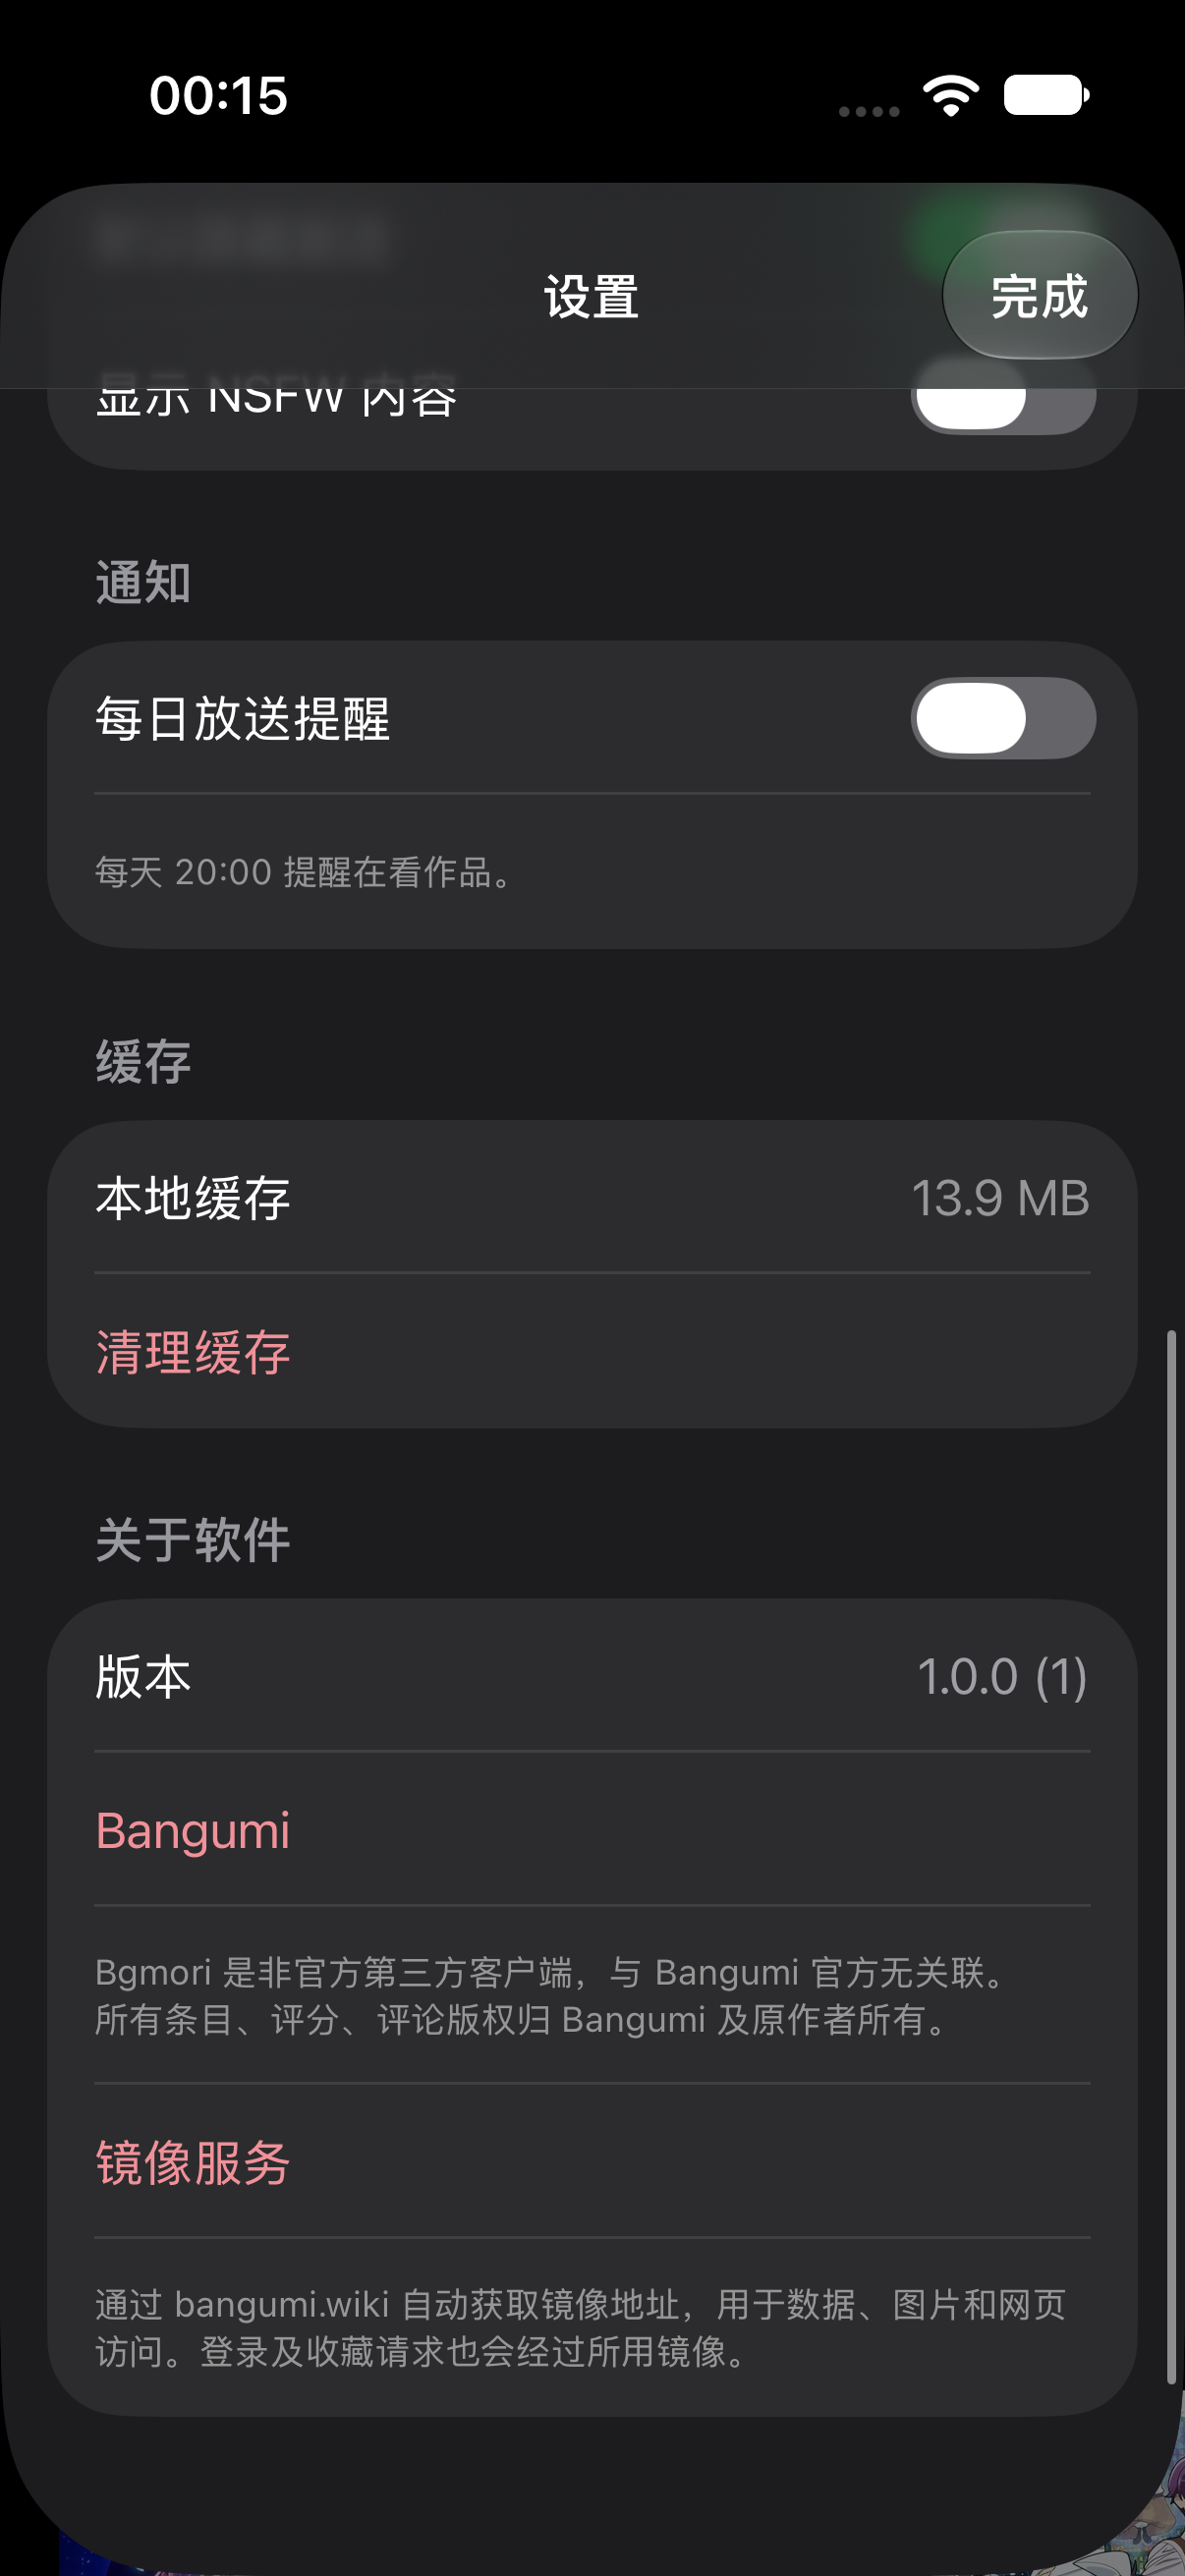 00:15
设置
完成
显示 NSFW 内容
通知
每日放送提醒
每天 20:00 提醒在看作品。
缓存
本地缓存
13.9 MB
清理缓存
关于软件
版本
1.0.0 (1)
Bangumi
Bgmori 是非官方第三方客户端，与 Bangumi 官方无关联。
所有条目、评分、评论版权归 Bangumi 及原作者所有。
镜像服务
通过 bangumi.wiki 自动获取镜像地址，用于数据、图片和网页
访问。登录及收藏请求也会经过所用镜像。